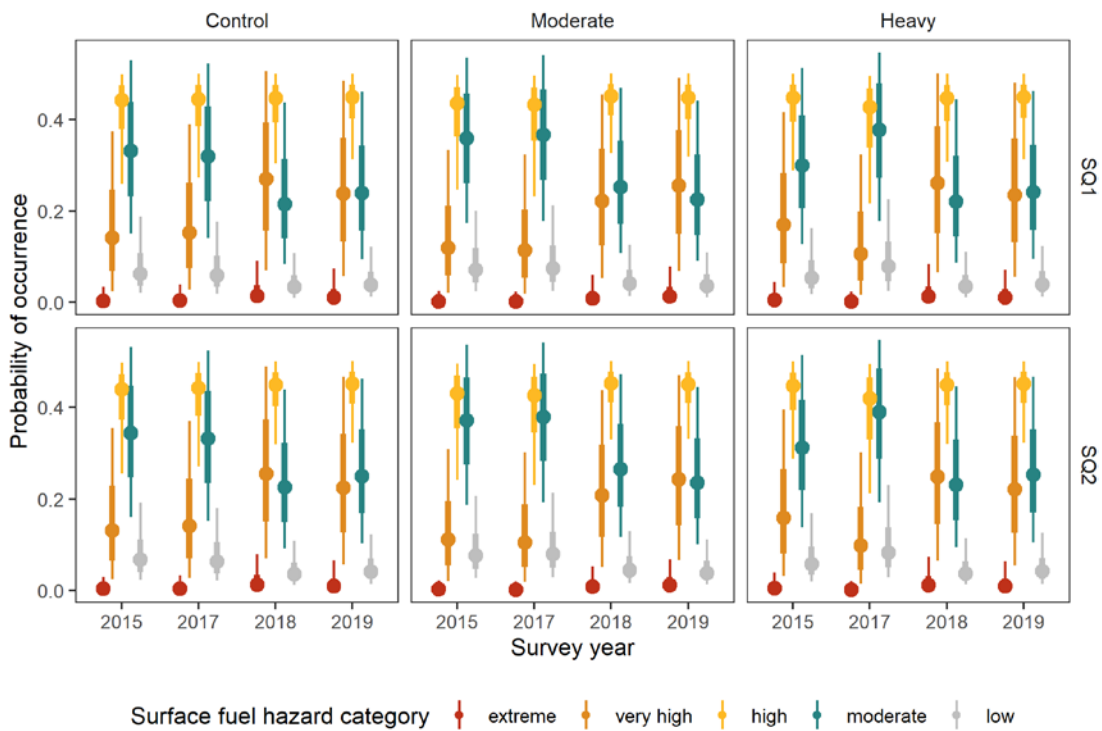 Control Moderate Heavy
Probability of occurrence
0.4
0.2
0.0
SQ1
0.4
0.2
0.0
SQ2
2015 2017 2018 2019 2015 2017 2018 2019 2015 2017 2018 2019
Survey year
Surface fuel hazard category extreme very high high moderate low